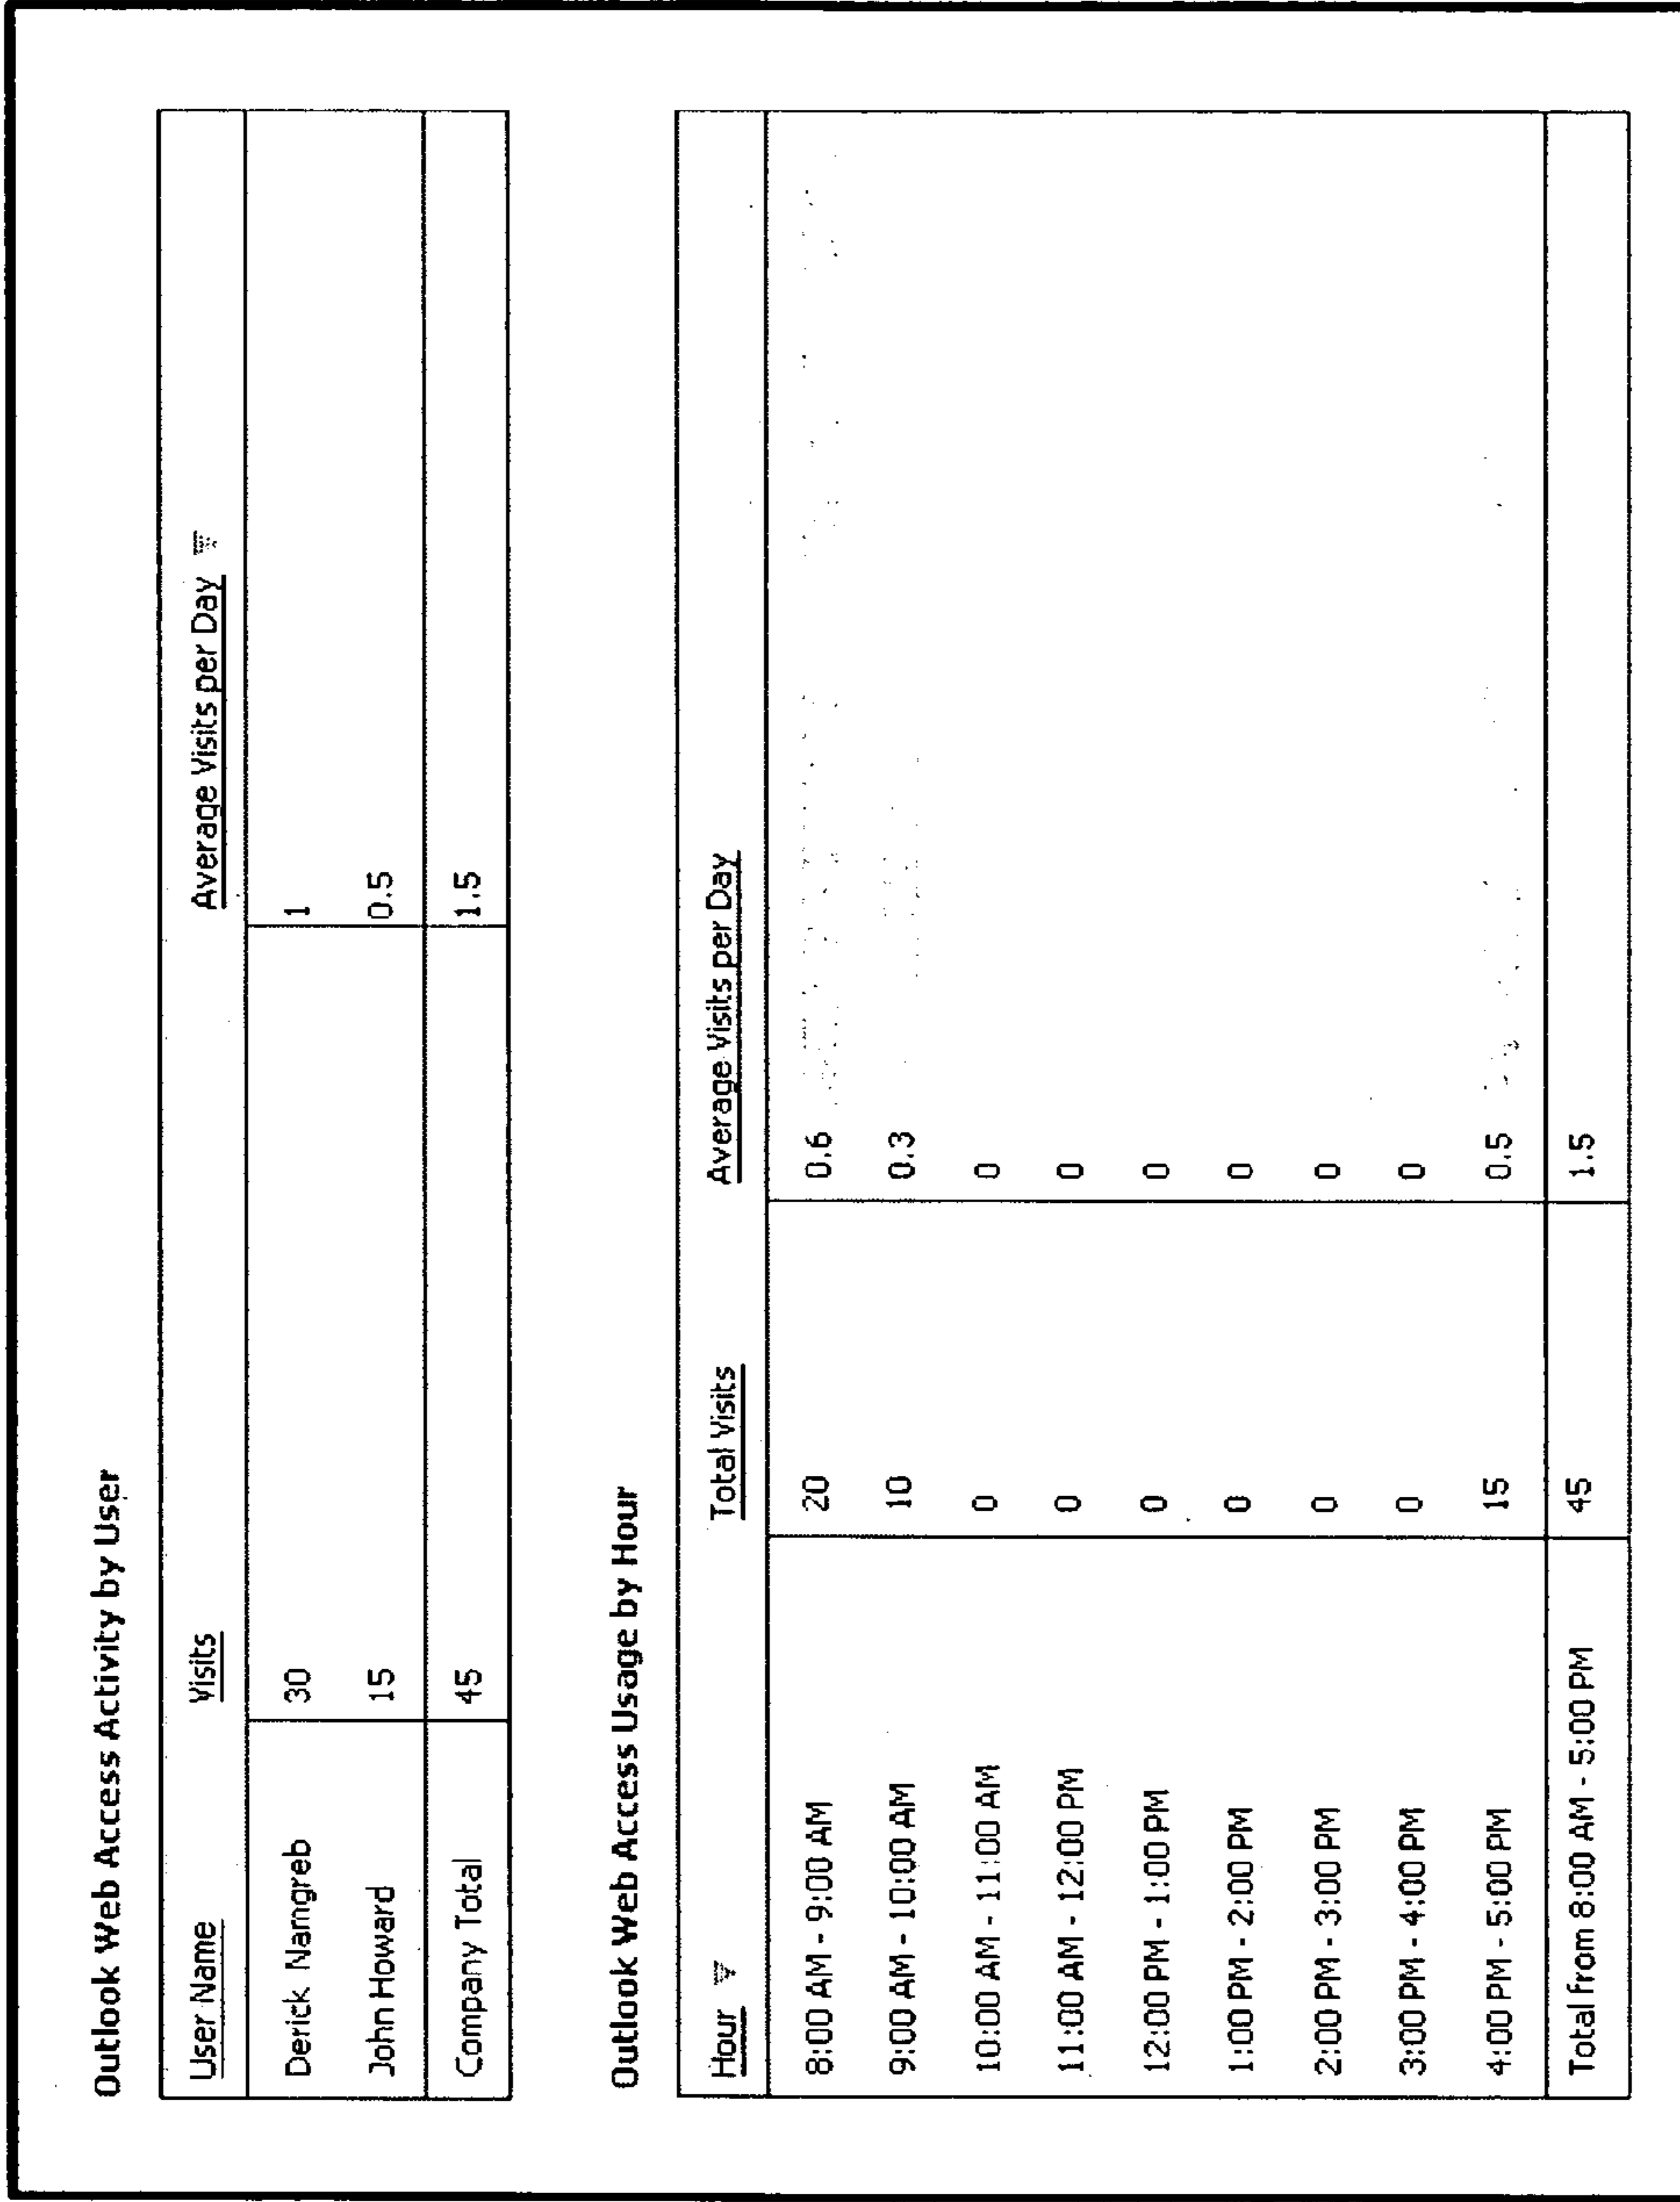 Outlook Web Access Activity by User
User Name Visits Average Visits per Day
Derick Namgreb 30 1
John Howard 15 0.5
Company Total 45 1.5
Outlook Web Access Usage by Hour
Hour Total Visits Average Visits per Day
8:00 AM - 9:00 AM 20 0.6
9:00 AM - 10:00 AM 10 0.3
10:00 AM - 11:00 AM 0 0
11:00 AM - 12:00 PM 0 0
12:00 PM - 1:00 PM 0 0
1:00 PM - 2:00 PM 0 0
2:00 PM - 3:00 PM 0 0
3:00 PM - 4:00 PM 0 0
4:00 PM - 5:00 PM 15 0.5
Total from 8:00 AM - 5:00 PM 45 1.5